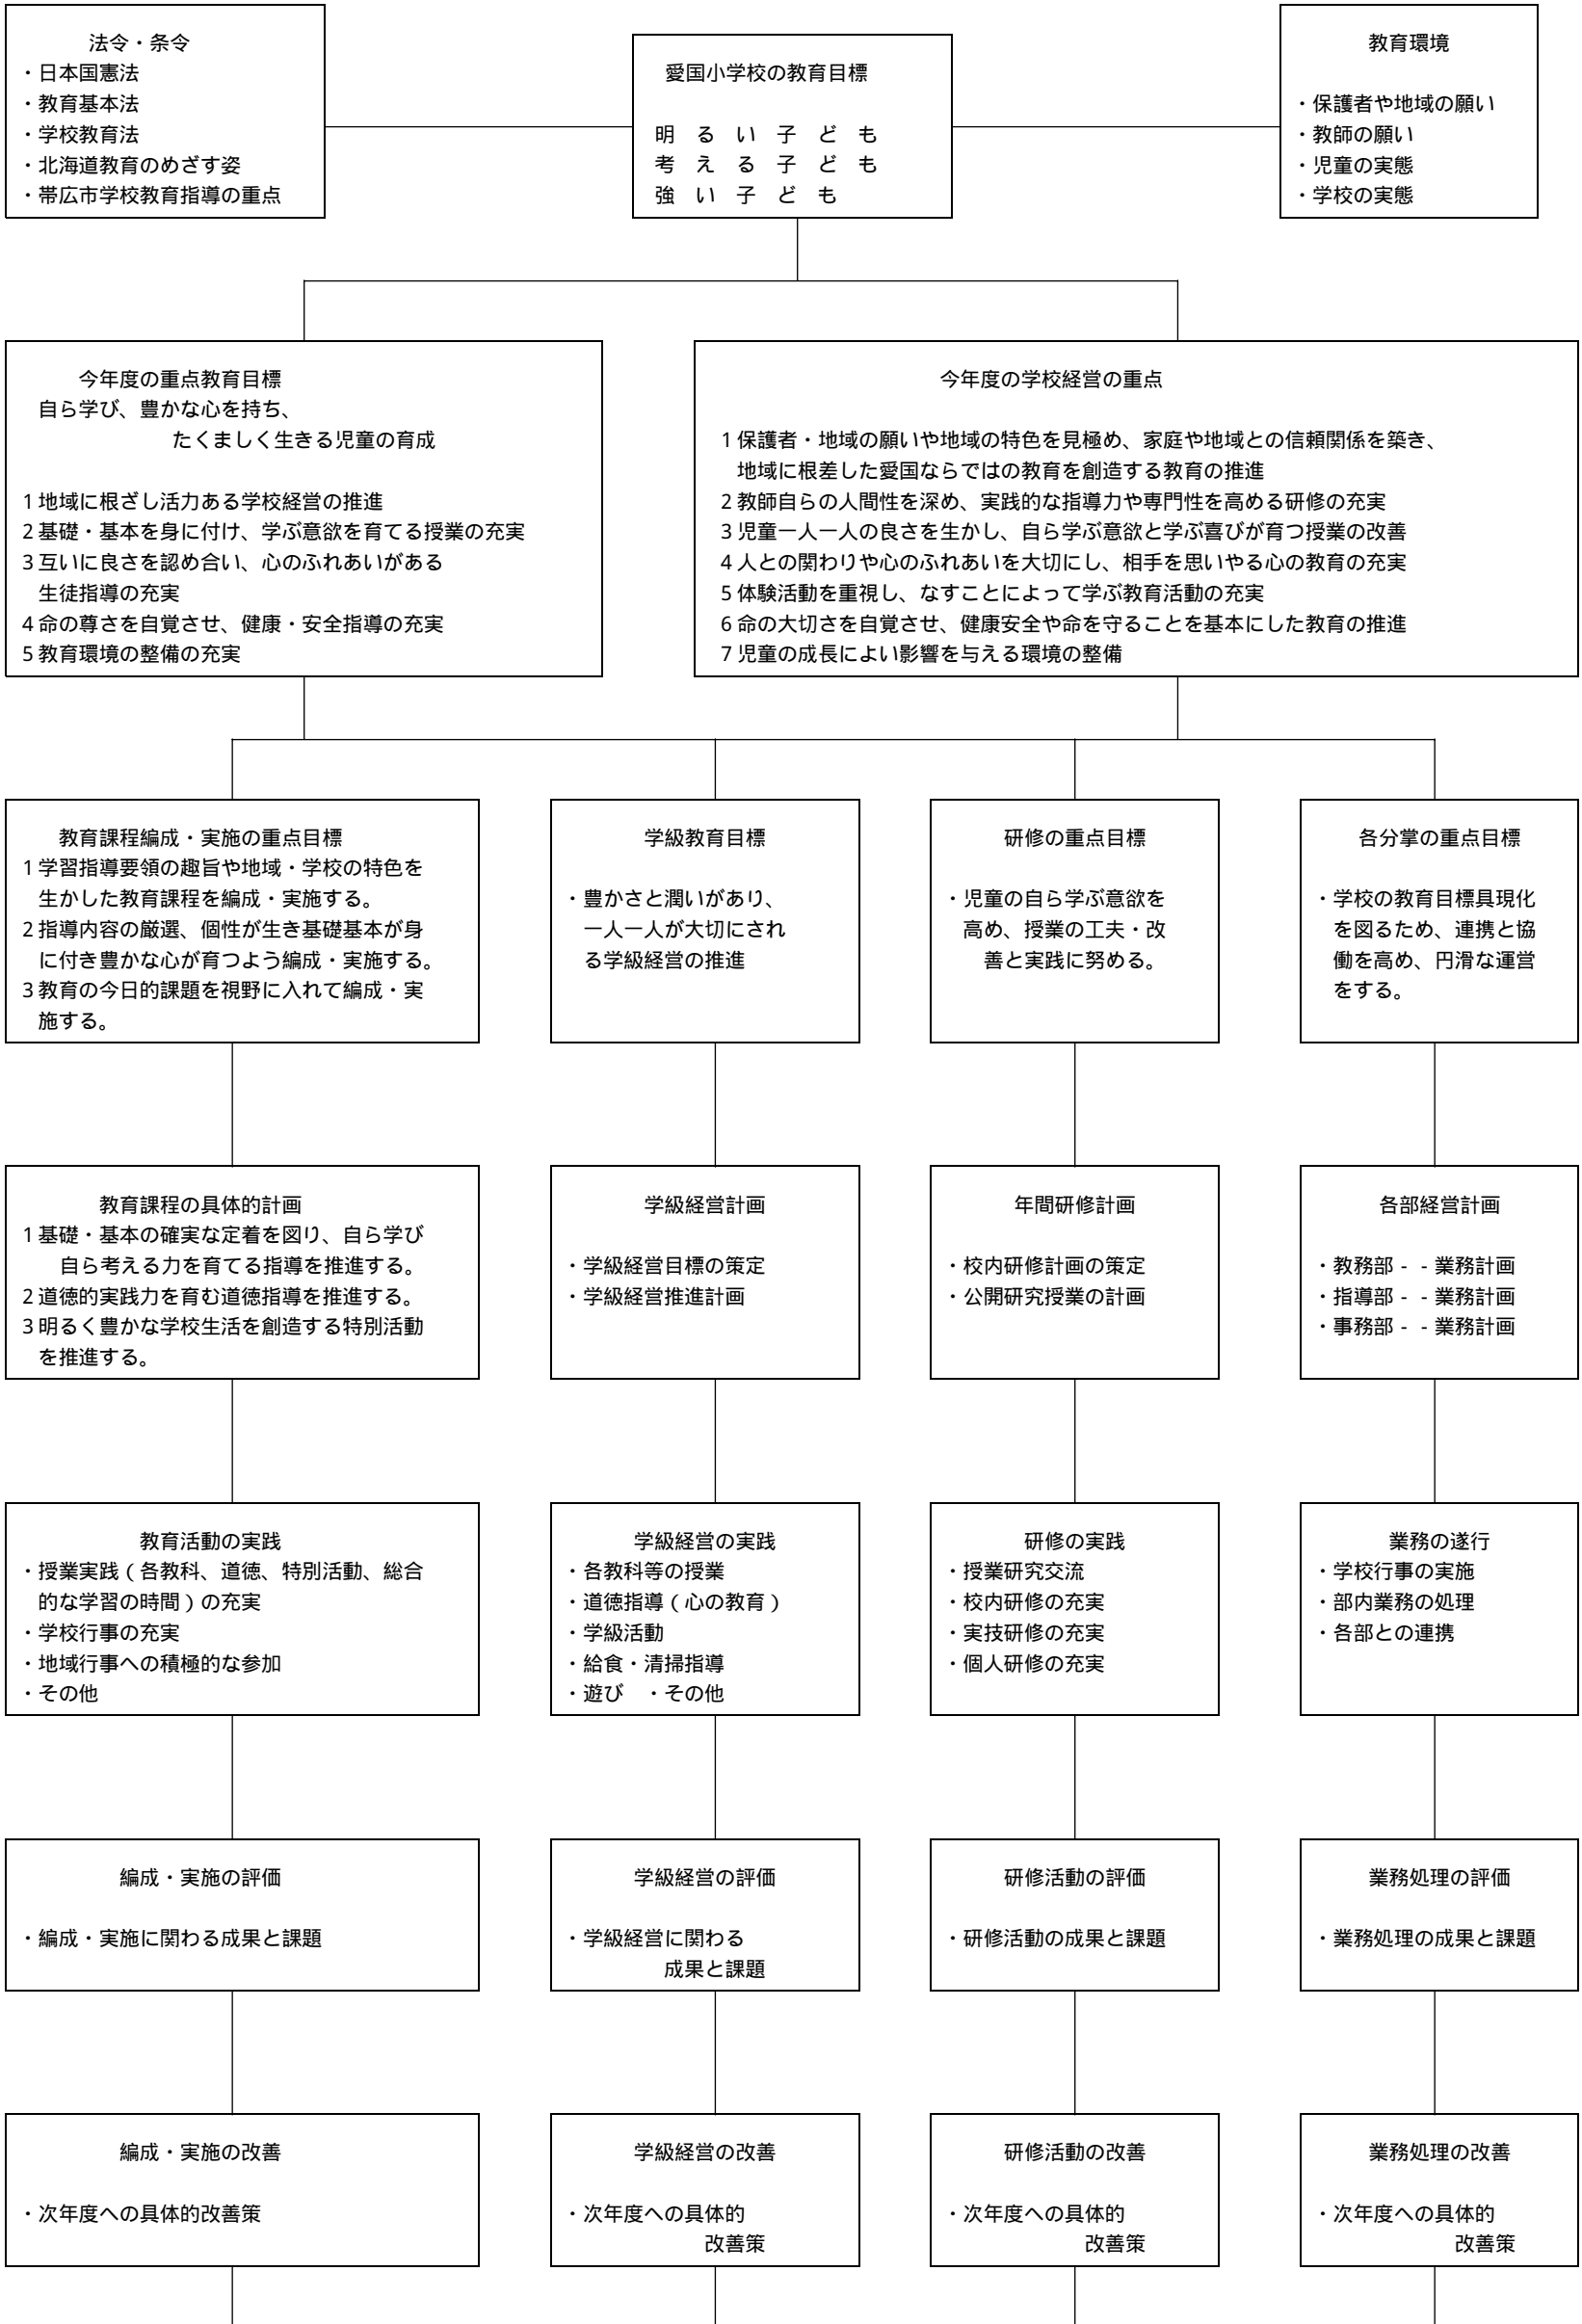 法令・条令
・日本国憲法
・教育基本法
・学校教育法
・北海道教育のめざす姿
・帯広市学校教育指導の重点
愛国小学校の教育目標
明 る い 子 ど も
考 え る 子 ど も
強 い 子 ど も
教育環境
・保護者や地域の願い
・教師の願い
・児童の実態
・学校の実態
今年度の重点教育目標
自ら学び、豊かな心を持ち、
たくましく生きる児童の育成
1 地域に根ざし活力ある学校経営の推進
2 基礎・基本を身に付け、学ぶ意欲を育てる授業の充実
3 互いに良さを認め合い、心のふれあいがある
生徒指導の充実
4 命の尊さを自覚させ、健康・安全指導の充実
5 教育環境の整備の充実
今年度の学校経営の重点
1 保護者・地域の願いや地域の特色を見極め、家庭や地域との信頼関係を築き、
地域に根差した愛国ならではの教育を創造する教育の推進
2 教師自らの人間性を深め、実践的な指導力や専門性を高める研修の充実
3 児童一人一人の良さを生かし、自ら学ぶ意欲と学ぶ喜びが育つ授業の改善
4 人との関わりや心のふれあいを大切にし、相手を思いやる心の教育の充実
5 体験活動を重視し、なすことによって学ぶ教育活動の充実
6 命の大切さを自覚させ、健康安全や命を守ることを基本にした教育の推進
7 児童の成長によい影響を与える環境の整備
教育課程編成・実施の重点目標
1 学習指導要領の趣旨や地域・学校の特色を
生かした教育課程を編成・実施する。
2 指導内容の厳選、個性が生き基礎基本が身
に付き豊かな心が育つよう編成・実施する。
3 教育の今日的課題を視野に入れて編成・実
施する。
学級教育目標
・豊かさと潤いがあり、
一人一人が大切にされ
る学級経営の推進
研修の重点目標
・児童の自ら学ぶ意欲を
高め、授業の工夫・改
善と実践に努める。
各分掌の重点目標
・学校の教育目標具現化
を図るため、連携と協
働を高め、円滑な運営
をする。
教育課程の具体的計画
1 基礎・基本の確実な定着を図り、自ら学び
自ら考える力を育てる指導を推進する。
2 道徳的実践力を育む道徳指導を推進する。
3 明るく豊かな学校生活を創造する特別活動
を推進する。
学級経営計画
・学級経営目標の策定
・学級経営推進計画
年間研修計画
・校内研修計画の策定
・公開研究授業の計画
各部経営計画
・教務部 - - 業務計画
・指導部 - - 業務計画
・事務部 - - 業務計画
教育活動の実践
・授業実践(各教科、道徳、特別活動、総合
的な学習の時間)の充実
・学校行事の充実
・地域行事への積極的な参加
・その他
学級経営の実践
・各教科等の授業
・道徳指導(心の教育)
・学級活動
・給食・清掃指導
・遊び ・その他
研修の実践
・授業研究交流
・校内研修の充実
・実技研修の充実
・個人研修の充実
業務の遂行
・学校行事の実施
・部内業務の処理
・各部との連携
編成・実施の評価
・編成・実施に関わる成果と課題
学級経営の評価
・学級経営に関わる
成果と課題
研修活動の評価
・研修活動の成果と課題
業務処理の評価
・業務処理の成果と課題
編成・実施の改善
・次年度への具体的改善策
学級経営の改善
・次年度への具体的
改善策
研修活動の改善
・次年度への具体的
改善策
業務処理の改善
・次年度への具体的
改善策